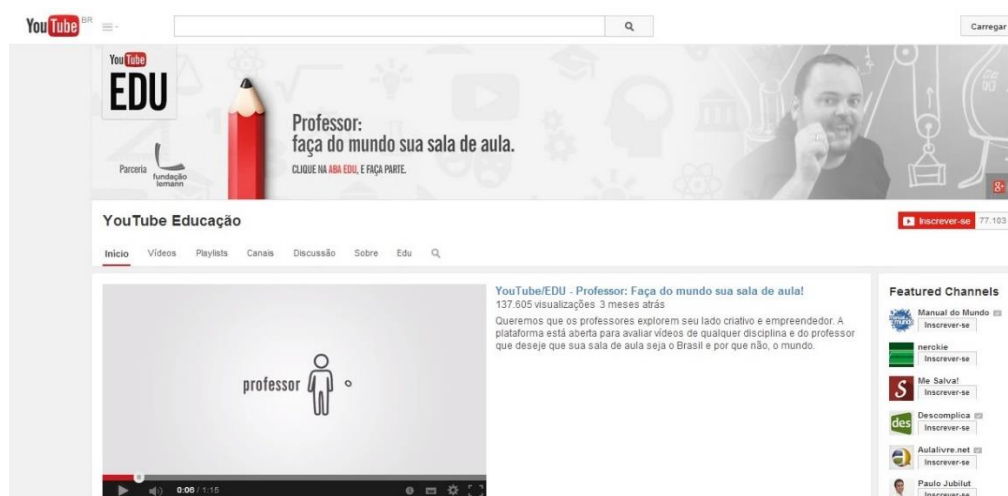 YouTube BR
Carregar
YouTube
EDU
Parceria
fundação
lemann
Professor:
faça do mundo sua sala de aula.
CLIQUE NA ABA EDU, E FAÇA PARTE.
YouTube Educação
Inscrever-se 77.103
Início Vídeos Playlists Canais Discussão Sobre Edu
professor
0:06 / 1:15
YouTube/EDU - Professor: Faça do mundo sua sala de aula!
137.605 visualizações 3 meses atrás
Queremos que os professores explorem seu lado criativo e empreendedor. A
plataforma está aberta para avaliar vídeos de qualquer disciplina e do professor
que deseje que sua sala de aula seja o Brasil e por que não, o mundo.
Featured Channels
Manual do Mundo
Inscrever-se
nerckie
Inscrever-se
Me Salva!
Inscrever-se
des
Descomplica
Inscrever-se
Aulalivre.net
Inscrever-se
Paulo Jubilut
Inscrever-se